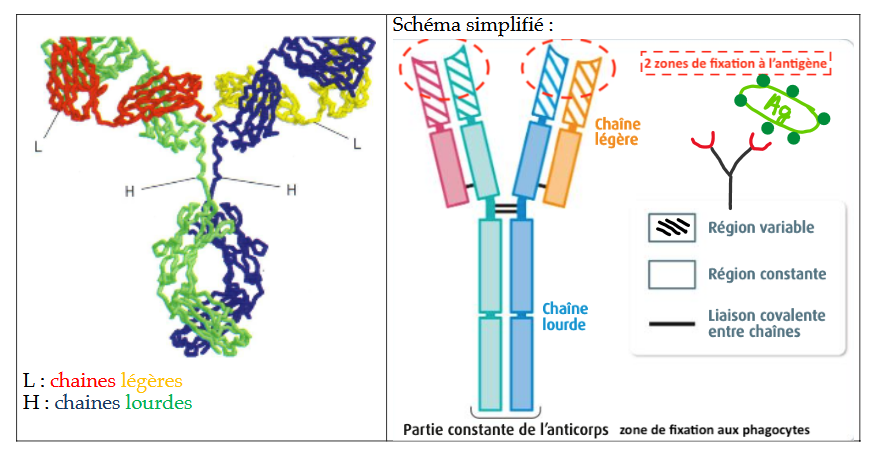 Schéma simplifié :
L
L
H
H
L : chaines légères
H : chaines lourdes
2 zones de fixation à l'antigène
Ag
Chaîne
légère
Chaîne
lourde
Région variable
Région constante
Liaison covalente
entre chaînes
Partie constante de l'anticorps zone de fixation aux phagocytes